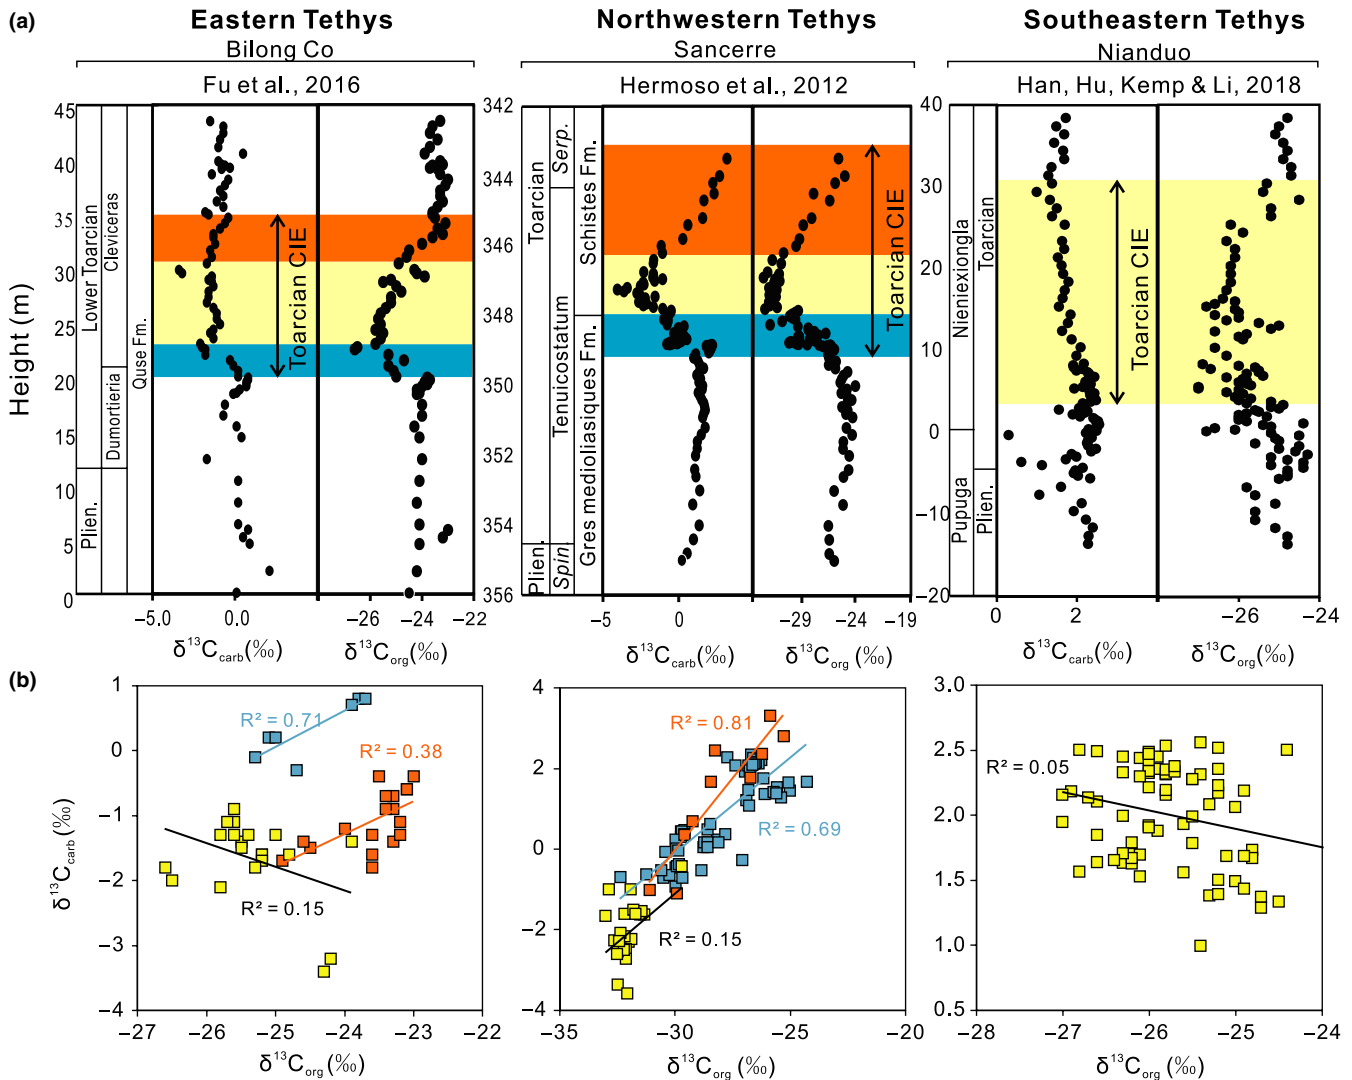 (a)
Eastern Tethys
Northwestern Tethys
Southeastern Tethys
Bilong Co
Sancerre
Nianduo
Fu et al., 2016
Hermoso et al., 2012
Han, Hu, Kemp & Li, 2018
Height (m)
45
40
35
30
25
20
15
10
5
0
Lower Toarcian
Plien.
Cleviceras
Dumortieria
Quse Fm.
Toarcian CIE
−5.0
0.0
−26
−24
−22
δ¹³Ccarb(‰)
δ¹³Corg(‰)
342
344
346
348
350
352
354
356
Toarcian
Plien.
Serp.
Tenuicostatum
Spin.
Schistes Fm.
Gres medioliasiques Fm.
Toarcian CIE
−5
0
−29
−24
−19
δ¹³Ccarb(‰)
δ¹³Corg(‰)
40
30
20
10
0
−10
−20
Nieniexiongla
Pupuga
Toarcian
Plien.
Toarcian CIE
0
2
−26
−24
δ¹³Ccarb(‰)
δ¹³Corg(‰)
(b)
δ¹³Ccarb(‰)
1
0
−1
−2
−3
−4
R² = 0.71
R² = 0.38
R² = 0.15
−27
−26
−25
−24
−23
−22
δ¹³Corg(‰)
4
2
0
−2
−4
R² = 0.81
R² = 0.69
R² = 0.15
−35
−30
−25
−20
δ¹³Corg(‰)
3.0
2.5
2.0
1.5
1.0
0.5
R² = 0.05
−28
−27
−26
−25
−24
δ¹³Corg(‰)